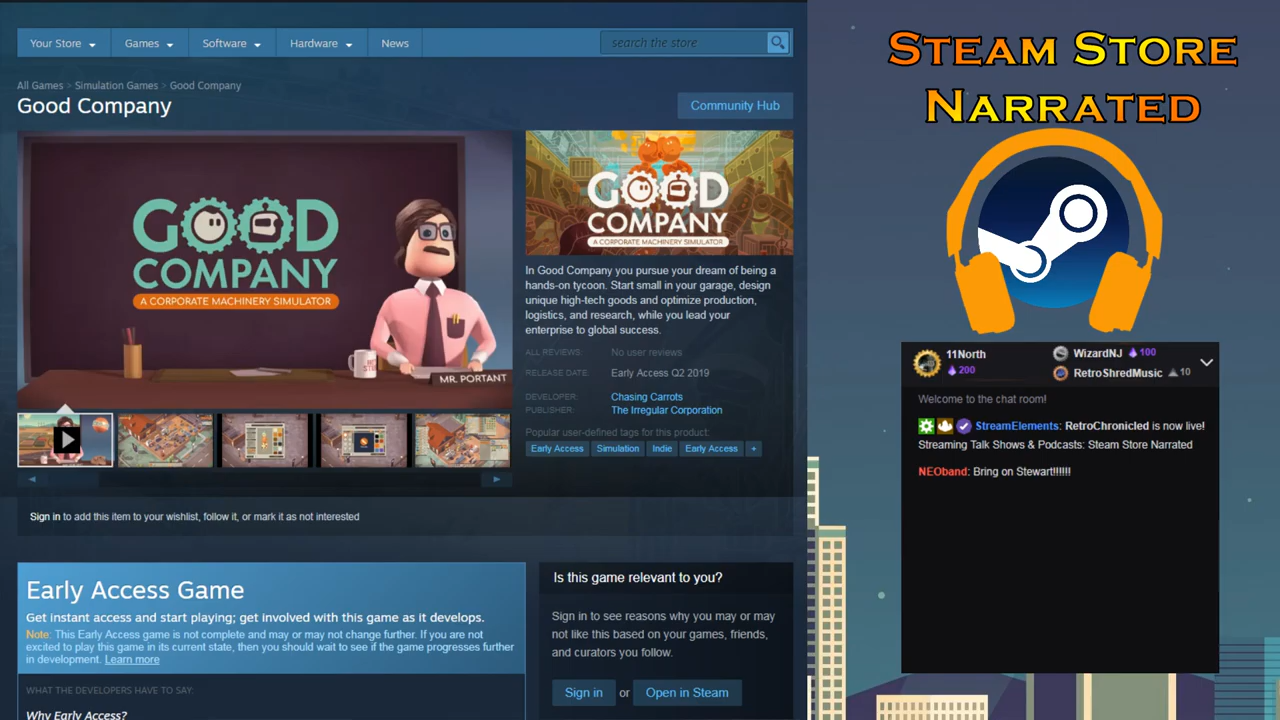 Your Store
Games
Software
Hardware
News
search the store
All Games > Simulation Games > Good Company
Good Company
Community Hub
GOOD
COMPANY
A CORPORATE MACHINERY SIMULATOR
MR. PORTANT
GOOD
COMPANY
A CORPORATE MACHINERY SIMULATOR
In Good Company you pursue your dream of being a
hands-on tycoon. Start small in your garage, design
unique high-tech goods and optimize production,
logistics, and research, while you lead your
enterprise to global success.
ALL REVIEWS: No user reviews
RELEASE DATE: Early Access Q2 2019
DEVELOPER: Chasing Carrots
PUBLISHER: The Irregular Corporation
Popular user-defined tags for this product:
Early Access
Simulation
Indie
Early Access
+
Sign in to add this item to your wishlist, follow it, or mark it as not interested
Early Access Game
Get instant access and start playing; get involved with this game as it develops.
Note: This Early Access game is not complete and may or may not change further. If you are not
excited to play this game in its current state, then you should wait to see if the game progresses further
in development. Learn more
WHAT THE DEVELOPERS HAVE TO SAY:
Why Early Access?
Is this game relevant to you?
Sign in to see reasons why you may or may
not like this based on your games, friends,
and curators you follow.
Sign in or Open in Steam
STEAM STORE
NARRATED
11North
200
WizardNJ 100
RetroShredMusic 10
Welcome to the chat room!
StreamElements: RetroChronicled is now live!
Streaming Talk Shows & Podcasts: Steam Store Narrated
NEOband: Bring on Stewart!!!!!!